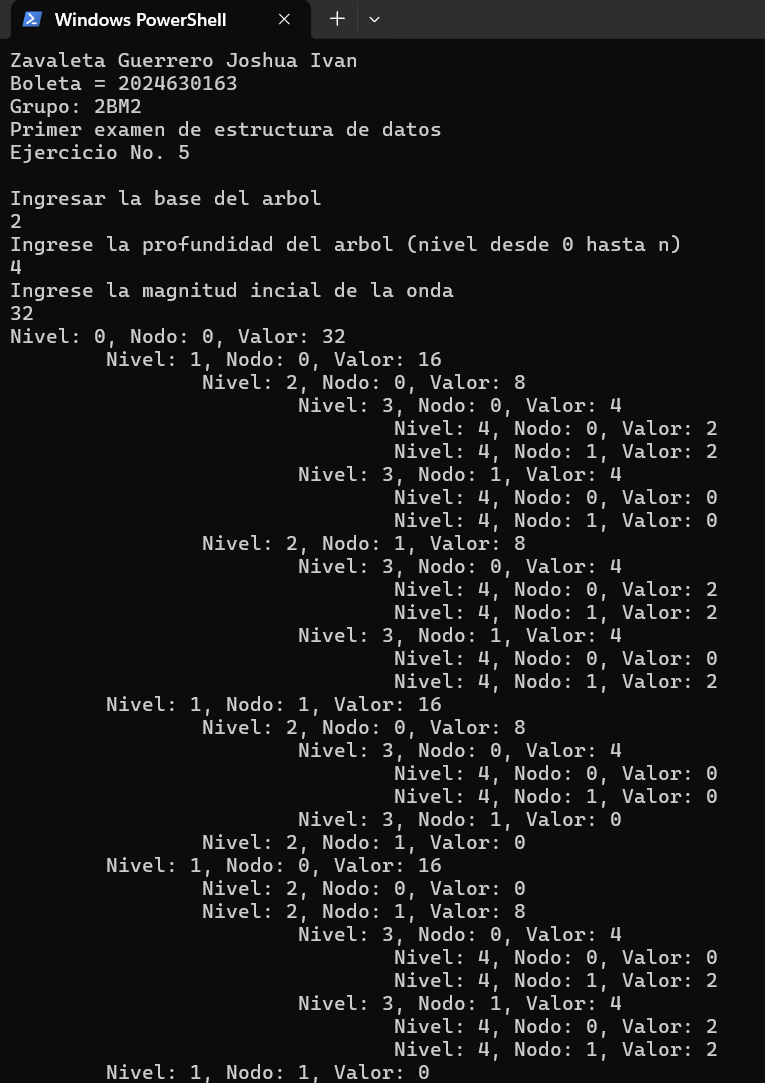 Windows PowerShell
Zavaleta Guerrero Joshua Ivan
Boleta = 2024630163
Grupo: 2BM2
Primer examen de estructura de datos
Ejercicio No. 5
Ingresar la base del arbol
2
Ingrese la profundidad del arbol (nivel desde 0 hasta n)
4
Ingrese la magnitud incial de la onda
32
Nivel: 0, Nodo: 0, Valor: 32
Nivel: 1, Nodo: 0, Valor: 16
Nivel: 2, Nodo: 0, Valor: 8
Nivel: 3, Nodo: 0, Valor: 4
Nivel: 4, Nodo: 0, Valor: 2
Nivel: 4, Nodo: 1, Valor: 2
Nivel: 3, Nodo: 1, Valor: 4
Nivel: 4, Nodo: 0, Valor: 0
Nivel: 4, Nodo: 1, Valor: 0
Nivel: 2, Nodo: 1, Valor: 8
Nivel: 3, Nodo: 0, Valor: 4
Nivel: 4, Nodo: 0, Valor: 2
Nivel: 4, Nodo: 1, Valor: 2
Nivel: 3, Nodo: 1, Valor: 4
Nivel: 4, Nodo: 0, Valor: 0
Nivel: 4, Nodo: 1, Valor: 2
Nivel: 1, Nodo: 1, Valor: 16
Nivel: 2, Nodo: 0, Valor: 8
Nivel: 3, Nodo: 0, Valor: 4
Nivel: 4, Nodo: 0, Valor: 0
Nivel: 4, Nodo: 1, Valor: 0
Nivel: 3, Nodo: 1, Valor: 0
Nivel: 2, Nodo: 1, Valor: 0
Nivel: 1, Nodo: 0, Valor: 16
Nivel: 2, Nodo: 0, Valor: 0
Nivel: 2, Nodo: 1, Valor: 8
Nivel: 3, Nodo: 0, Valor: 4
Nivel: 4, Nodo: 0, Valor: 0
Nivel: 4, Nodo: 1, Valor: 2
Nivel: 3, Nodo: 1, Valor: 4
Nivel: 4, Nodo: 0, Valor: 2
Nivel: 4, Nodo: 1, Valor: 2
Nivel: 1, Nodo: 1, Valor: 0